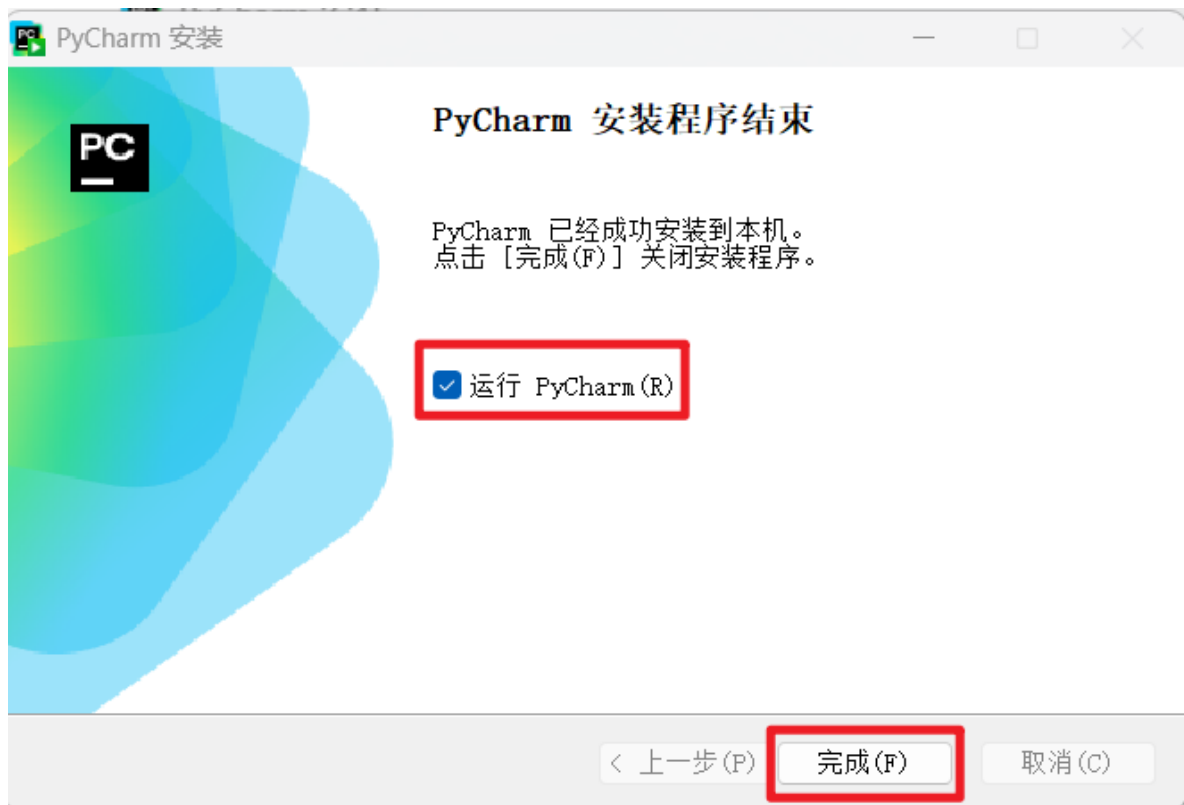 PyCharm 安装
PC
PyCharm 安装程序结束
PyCharm 已经成功安装到本机。
点击 [完成(F)] 关闭安装程序。
运行 PyCharm(R)
< 上一步(P)
完成(F)
取消(C)